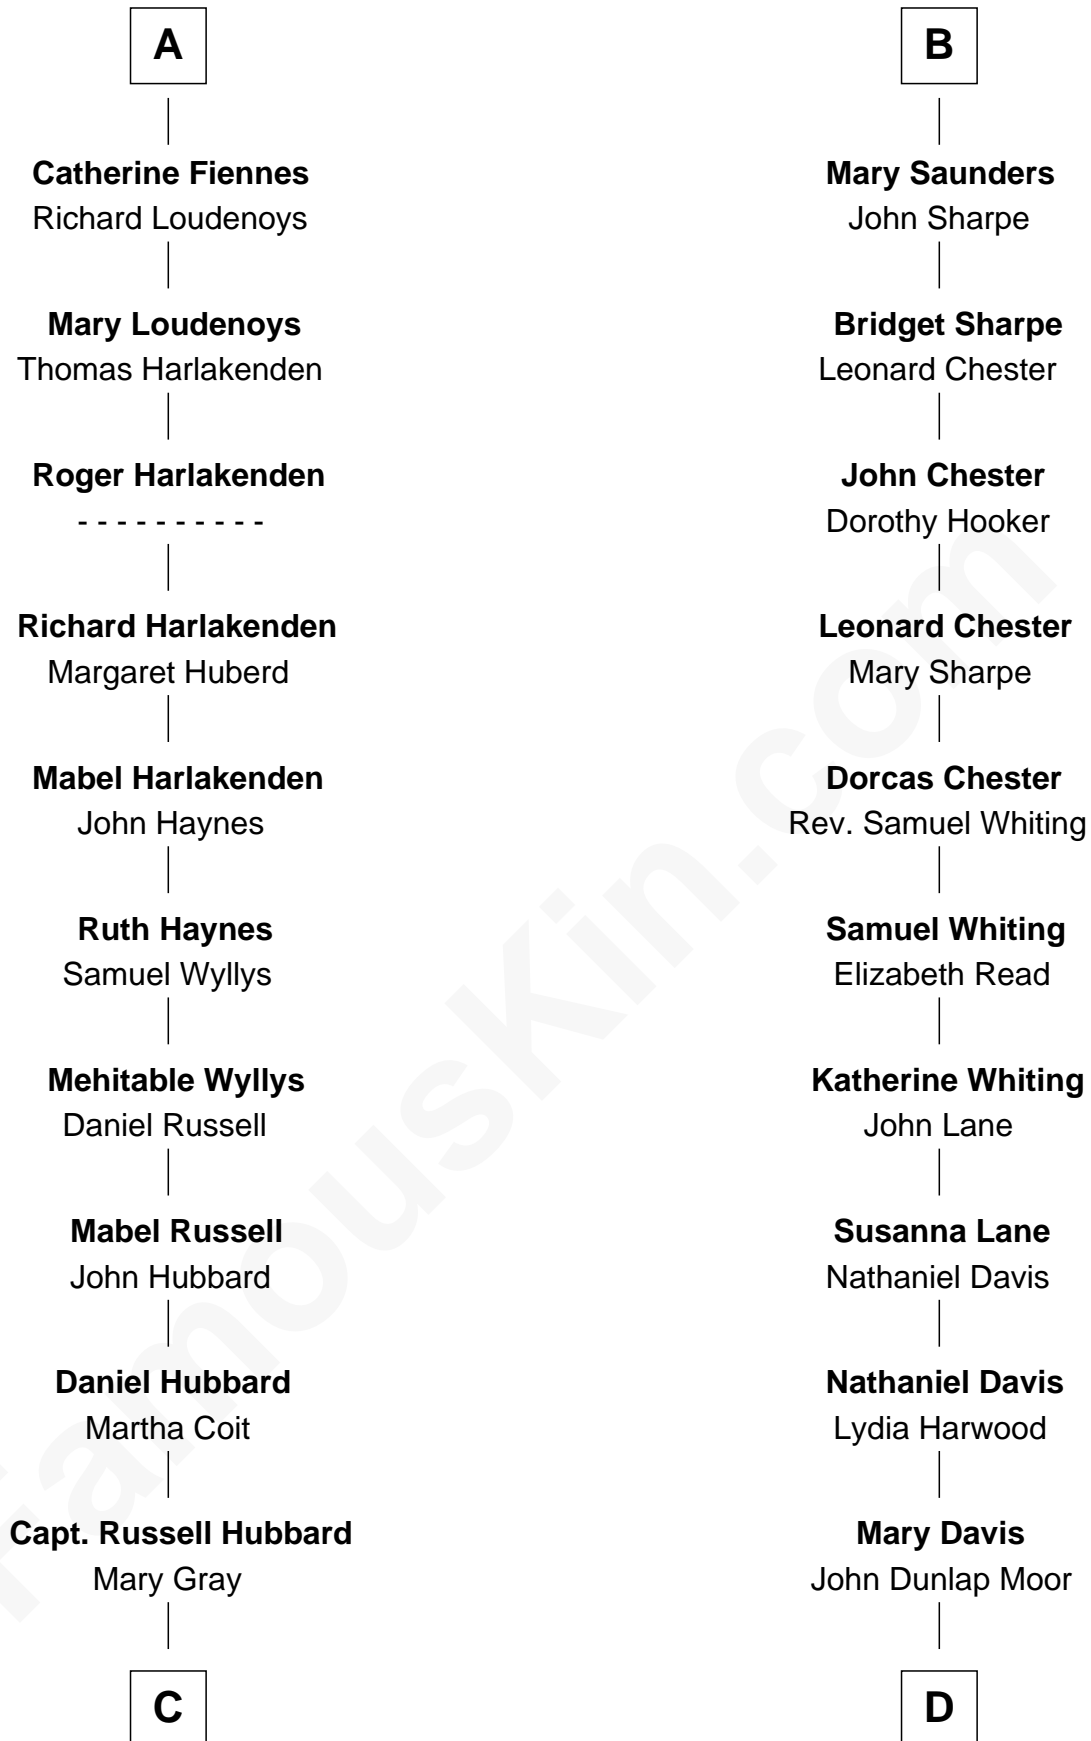 A
Catherine Fiennes
Richard Loudenoys
Mary Loudenoys
Thomas Harlakenden
Roger Harlakenden
- - - - - - - - - -
Richard Harlakenden
Margaret Huberd
Mabel Harlakenden
John Haynes
Ruth Haynes
Samuel Wyllys
Mehitable Wyllys
Daniel Russell
Mabel Russell
John Hubbard
Daniel Hubbard
Martha Coit
Capt. Russell Hubbard
Mary Gray
C
B
Mary Saunders
John Sharpe
Bridget Sharpe
Leonard Chester
John Chester
Dorothy Hooker
Leonard Chester
Mary Sharpe
Dorcas Chester
Rev. Samuel Whiting
Samuel Whiting
Elizabeth Read
Katherine Whiting
John Lane
Susanna Lane
Nathaniel Davis
Nathaniel Davis
Lydia Harwood
Mary Davis
John Dunlap Moor
D
FamousKin.com